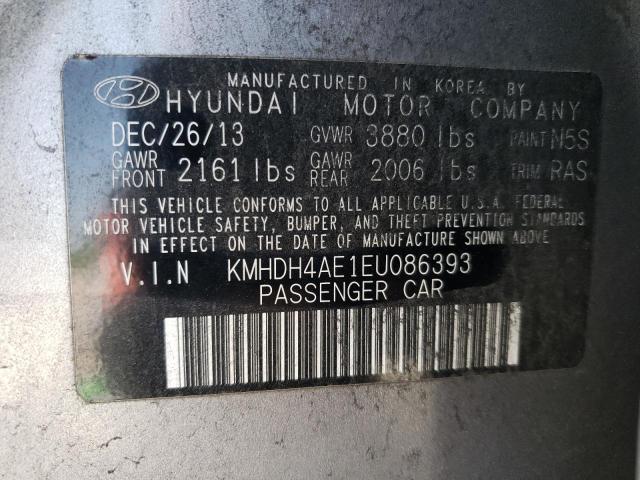 MANUFACTURED IN KOREA BY
HYUNDAI MOTOR COMPANY
DEC/26/13 GVWR 3880 lbs PAINT N5S
GAWR FRONT 2161 lbs GAWR REAR 2006 lbs TRIM RAS
THIS VEHICLE CONFORMS TO ALL APPLICABLE U.S.A. FEDERAL
MOTOR VEHICLE SAFETY, BUMPER, AND THEFT PREVENTION STANDARDS
IN EFFECT ON THE DATE OF MANUFACTURE SHOWN ABOVE.
V.I.N KMHDH4AE1EU086393
PASSENGER CAR